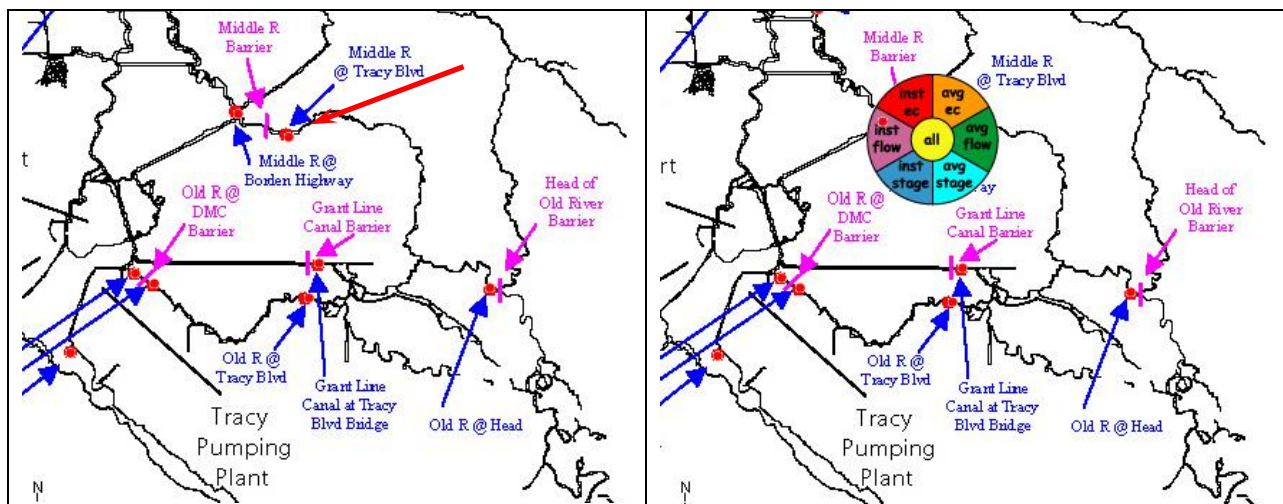 Middle R
Barrier
Middle R
@ Tracy Blvd
t
Middle R @
Borden Highway
Old R @
DMC
Barrier
Grant Line
Canal Barrier
Head of
Old River
Barrier
Old R @
Tracy Blvd
Grant Line
Canal at Tracy
Blvd Bridge
Old R @ Head
Tracy
Pumping
Plant
N
Middle R
Barrier
Middle R
@ Tracy Blvd
inst
ec
avg
ec
inst
flow
all
avg
flow
inst
stage
avg
stage
way
rt
Old R @
DMC
Barrier
Grant Line
Canal Barrier
Head of
Old River
Barrier
Old R @
Tracy Blvd
Grant Line
Canal at Tracy
Blvd Bridge
Old R @ Head
Tracy
Pumping
Plant
N